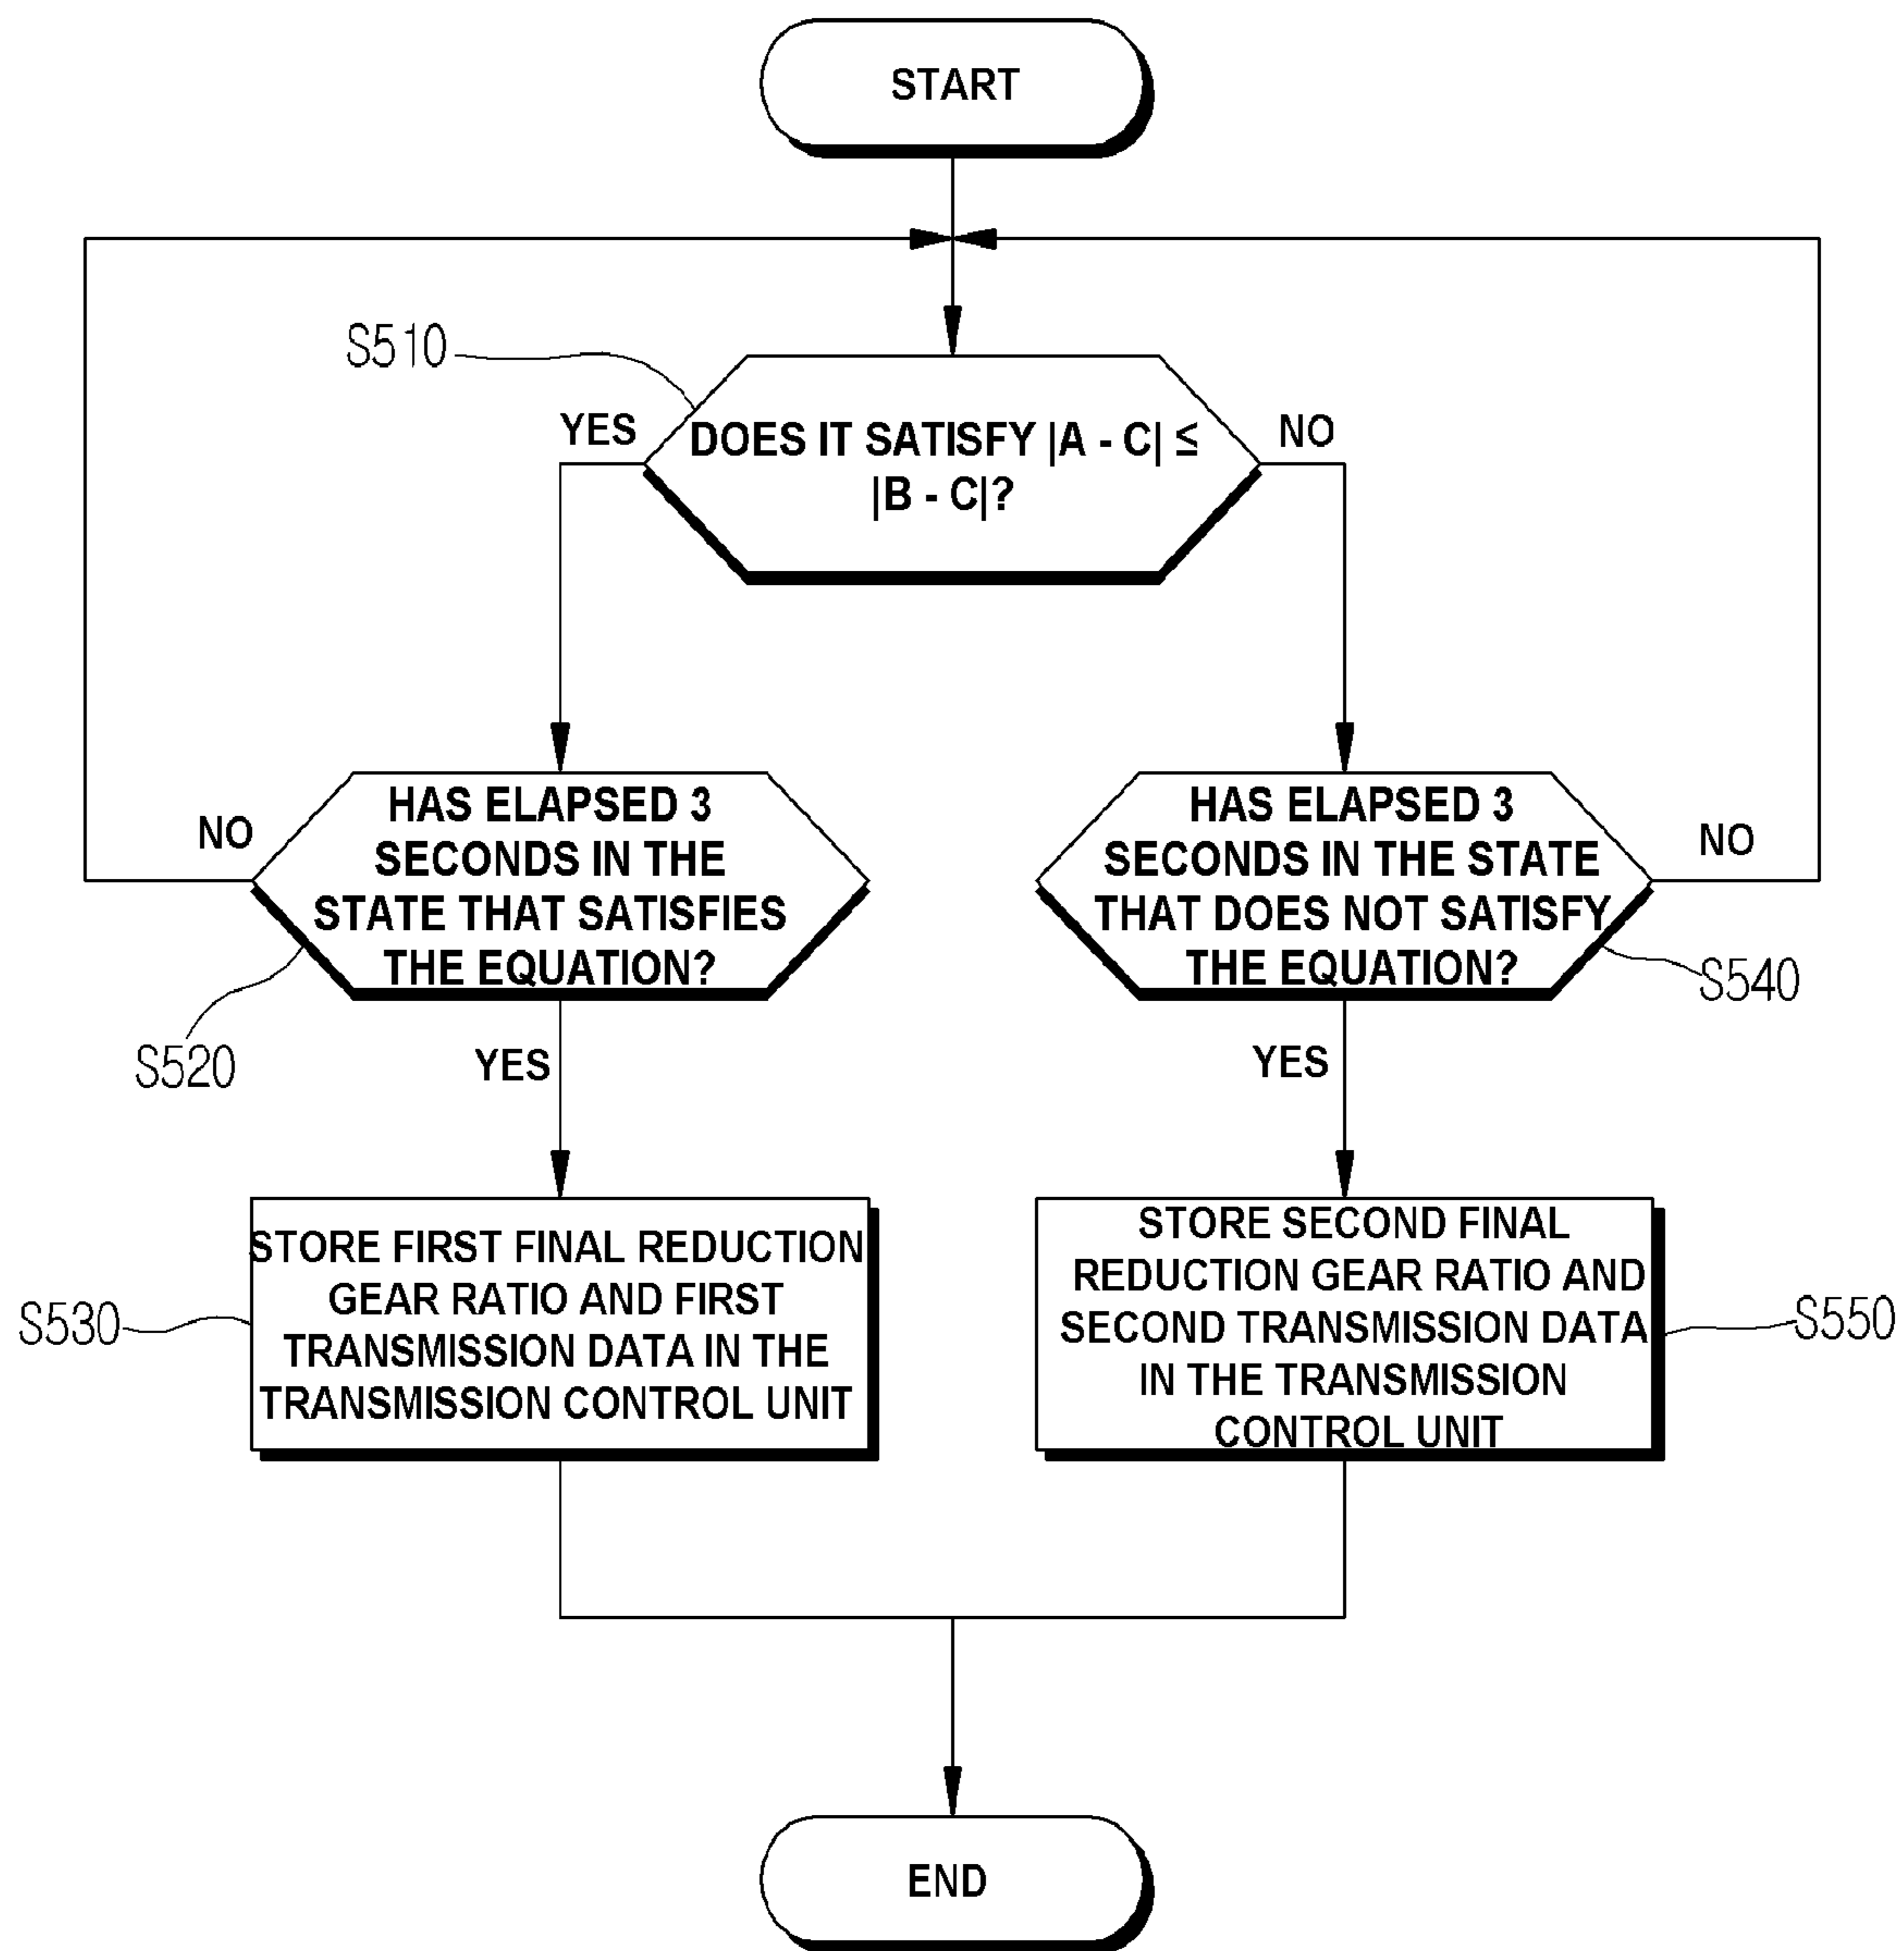 START
S510
YES
DOES IT SATISFY |A - C| ≤
|B - C|?
NO
NO
HAS ELAPSED 3
SECONDS IN THE
STATE THAT SATISFIES
THE EQUATION?
S520
YES
HAS ELAPSED 3
SECONDS IN THE STATE
THAT DOES NOT SATISFY
THE EQUATION?
NO
S540
YES
S530
STORE FIRST FINAL REDUCTION
GEAR RATIO AND FIRST
TRANSMISSION DATA IN THE
TRANSMISSION CONTROL UNIT
STORE SECOND FINAL
REDUCTION GEAR RATIO AND
SECOND TRANSMISSION DATA
IN THE TRANSMISSION
CONTROL UNIT
S550
END